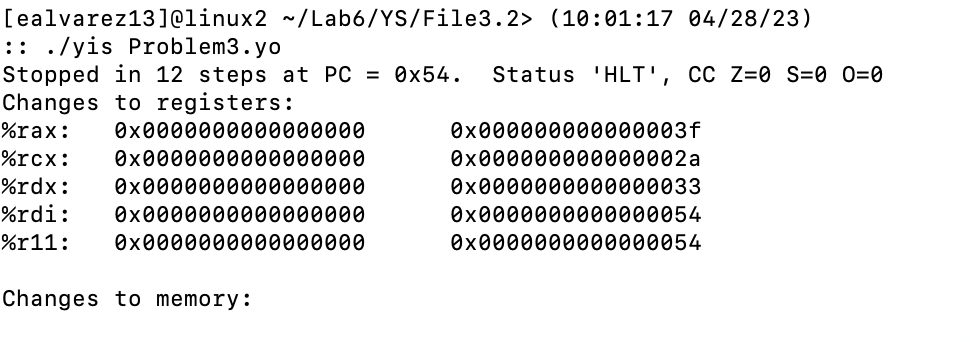 [ealvarez13]@linux2 ~/Lab6/YS/File3.2> (10:01:17 04/28/23)
:: ./yis Problem3.yo
Stopped in 12 steps at PC = 0x54.  Status 'HLT', CC Z=0 S=0 O=0
Changes to registers:
%rax:   0x0000000000000000      0x000000000000003f
%rcx:   0x0000000000000000      0x000000000000002a
%rdx:   0x0000000000000000      0x0000000000000033
%rdi:   0x0000000000000000      0x0000000000000054
%r11:   0x0000000000000000      0x0000000000000054
Changes to memory: